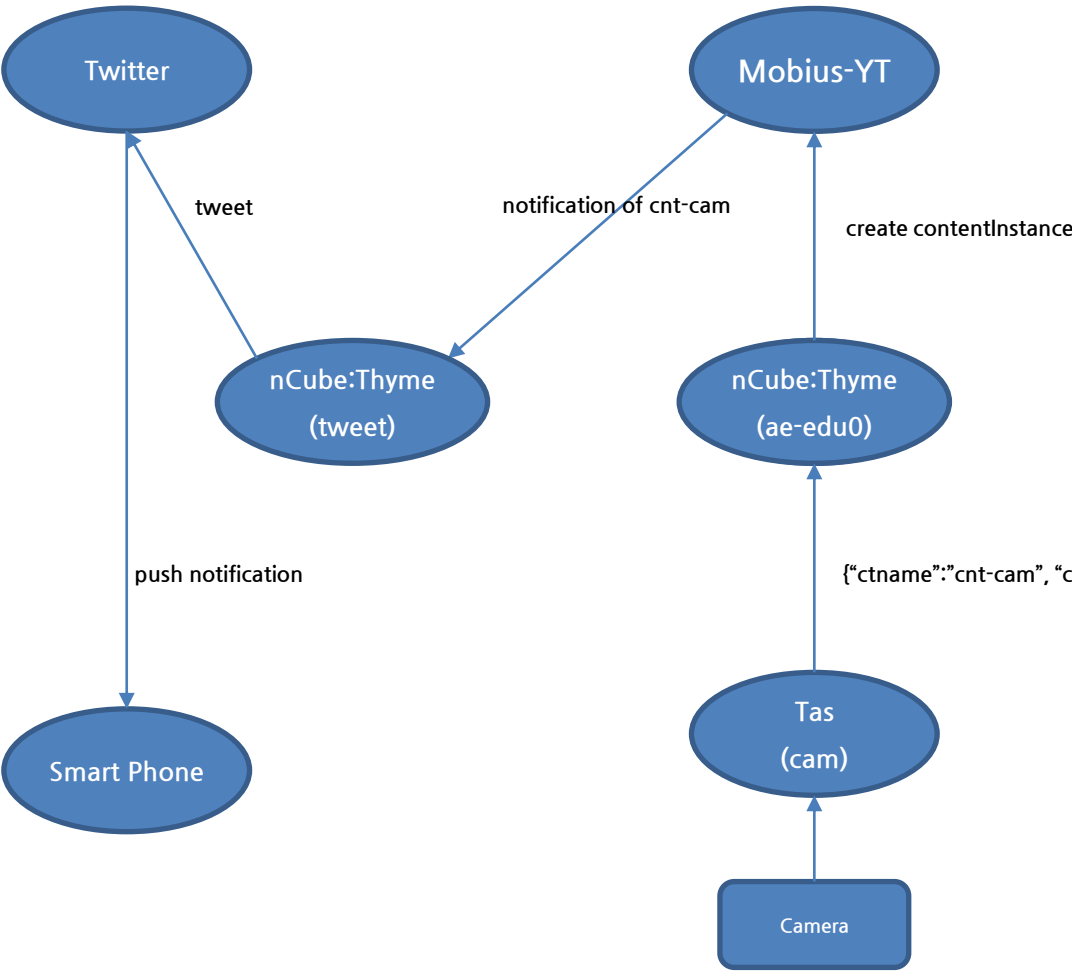 Twitter
Mobius-YT
tweet
notification of cnt-cam
create contentInstance
nCube:Thyme
(tweet)
nCube:Thyme
(ae-edu0)
push notification
{“ctname”:”cnt-cam”, “c
Tas
(cam)
Smart Phone
Camera